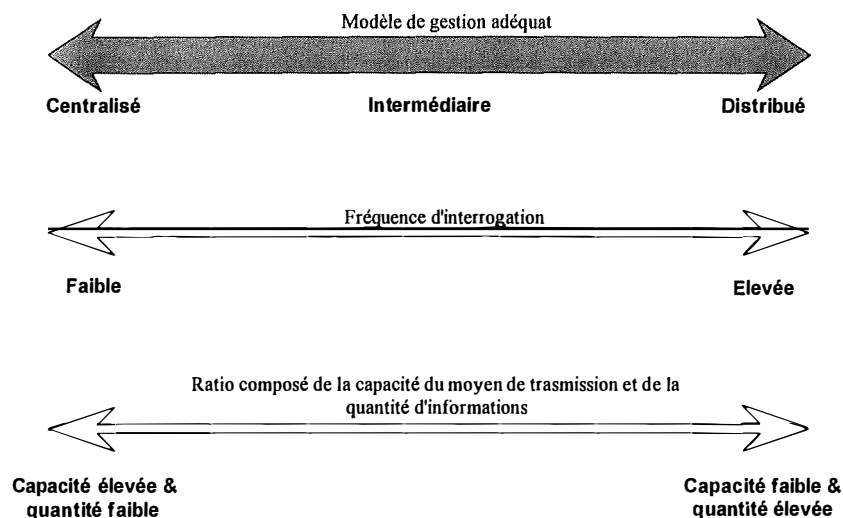 Modèle de gestion adéquat
Centralisé Intermédiaire Distribué
Fréquence d'interrogation
Faible Elevée
Ratio composé de la capacité du moyen de trasmission et de la
quantité d'informations
Capacité élevée & Capacité faible &
quantité faible quantité élevée